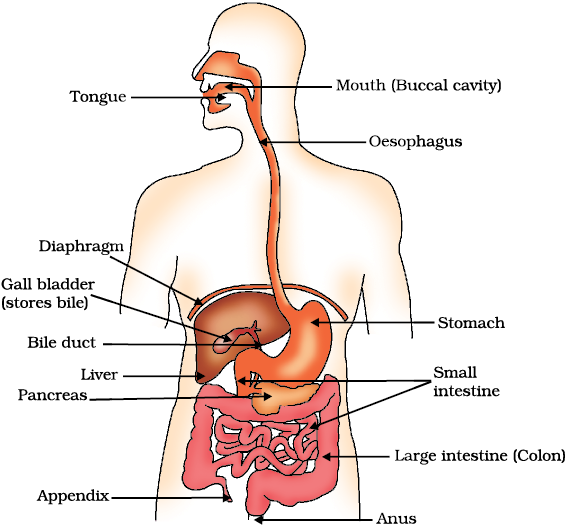 Mouth (Buccal cavity)
Tongue
Oesophagus
Diaphragm
Gall bladder
(stores bile)
Stomach
Bile duct
Liver
Small
intestine
Pancreas
Large intestine (Colon)
Appendix
Anus